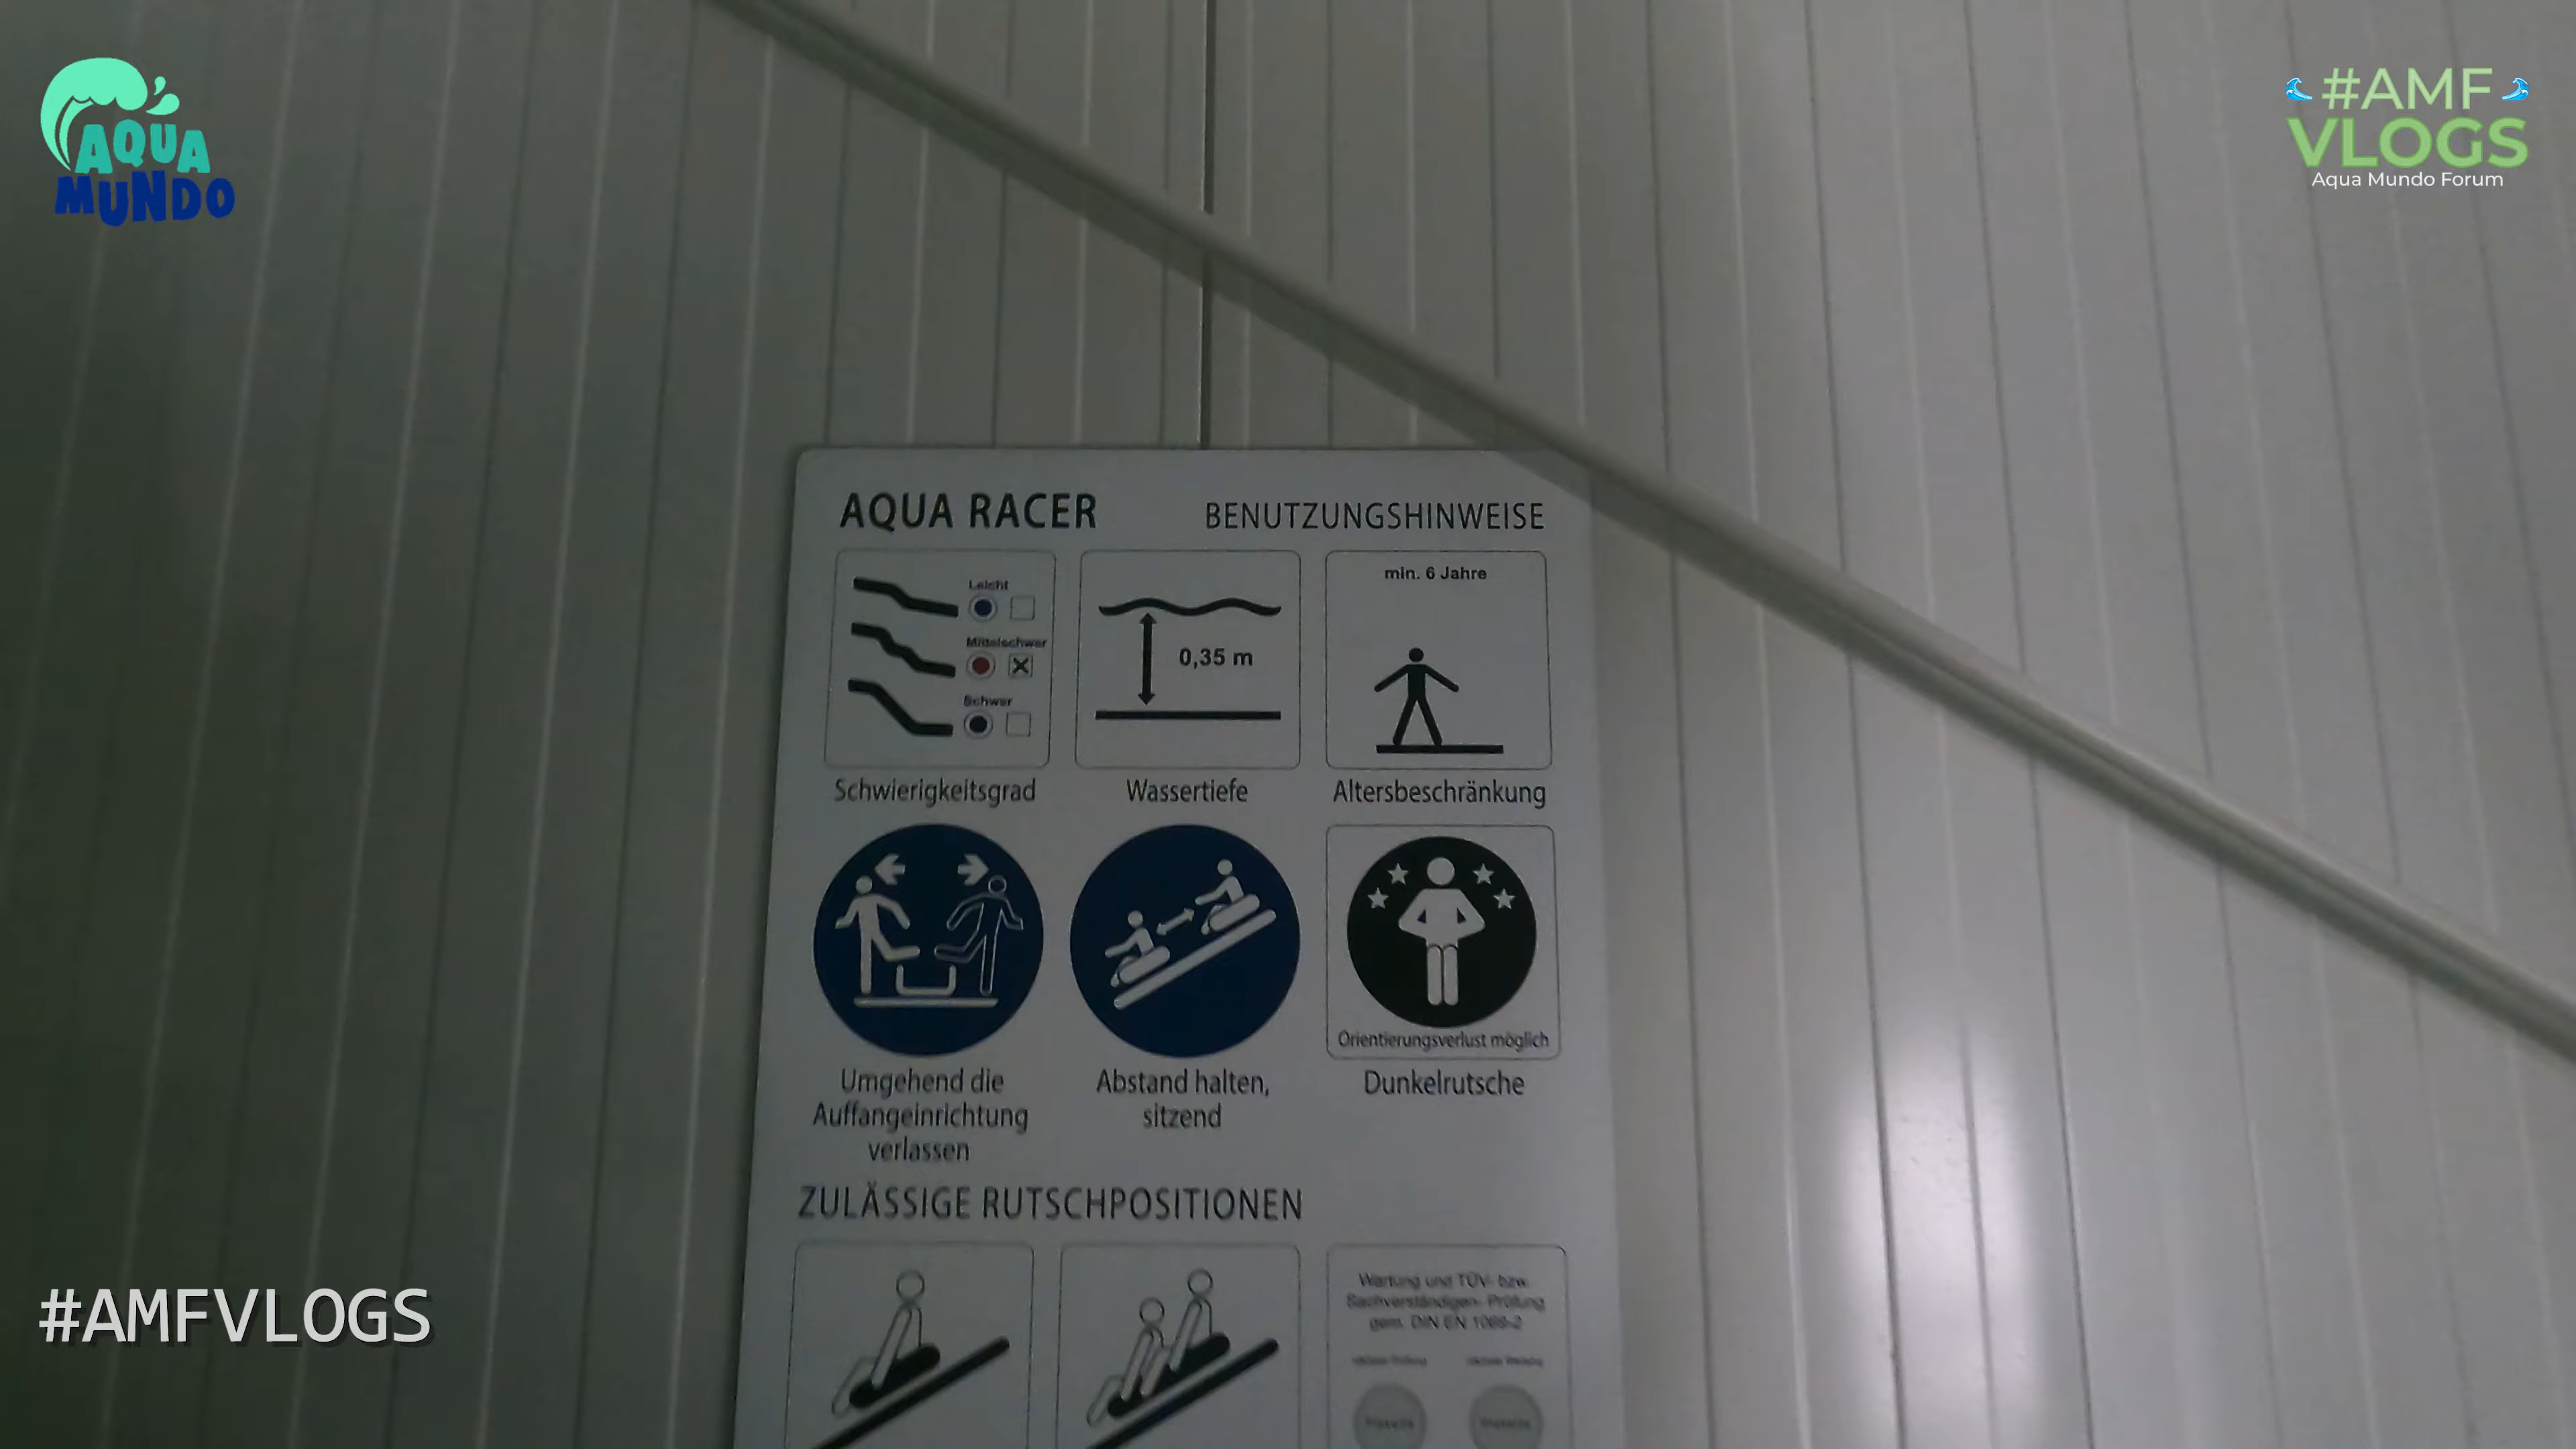 AQUA
MUNDO
#AMF
VLOGS
Aqua Mundo Forum
AQUA RACER
BENUTZUNGSHINWEISE
Leicht
Mittelschwer
Schwer
0,35 m
min. 6 Jahre
Schwierigkeitsgrad
Wassertiefe
Altersbeschränkung
Orientierungsverlust möglich
Umgehend die
Auffangeinrichtung
verlassen
Abstand halten,
sitzend
Dunkelrutsche
ZULÄSSIGE RUTSCHPOSITIONEN
Wartung und TÜV- bzw.
Sachverständigen- Prüfung
gem. DIN EN 1069-2
#AMFVLOGS